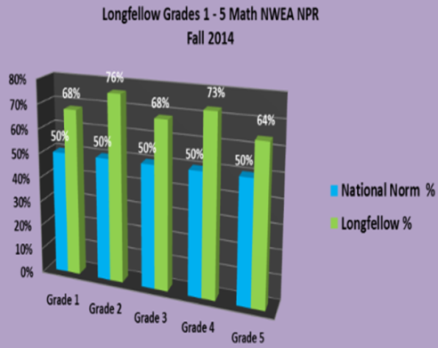 Longfellow Grades 1 - 5 Math NWEA NPR
Fall 2014
80%
70%
60%
50%
40%
30%
20%
10%
0%
50%
68%
50%
76%
50%
68%
50%
73%
50%
64%
Grade 1
Grade 2
Grade 3
Grade 4
Grade 5
National Norm %
Longfellow %